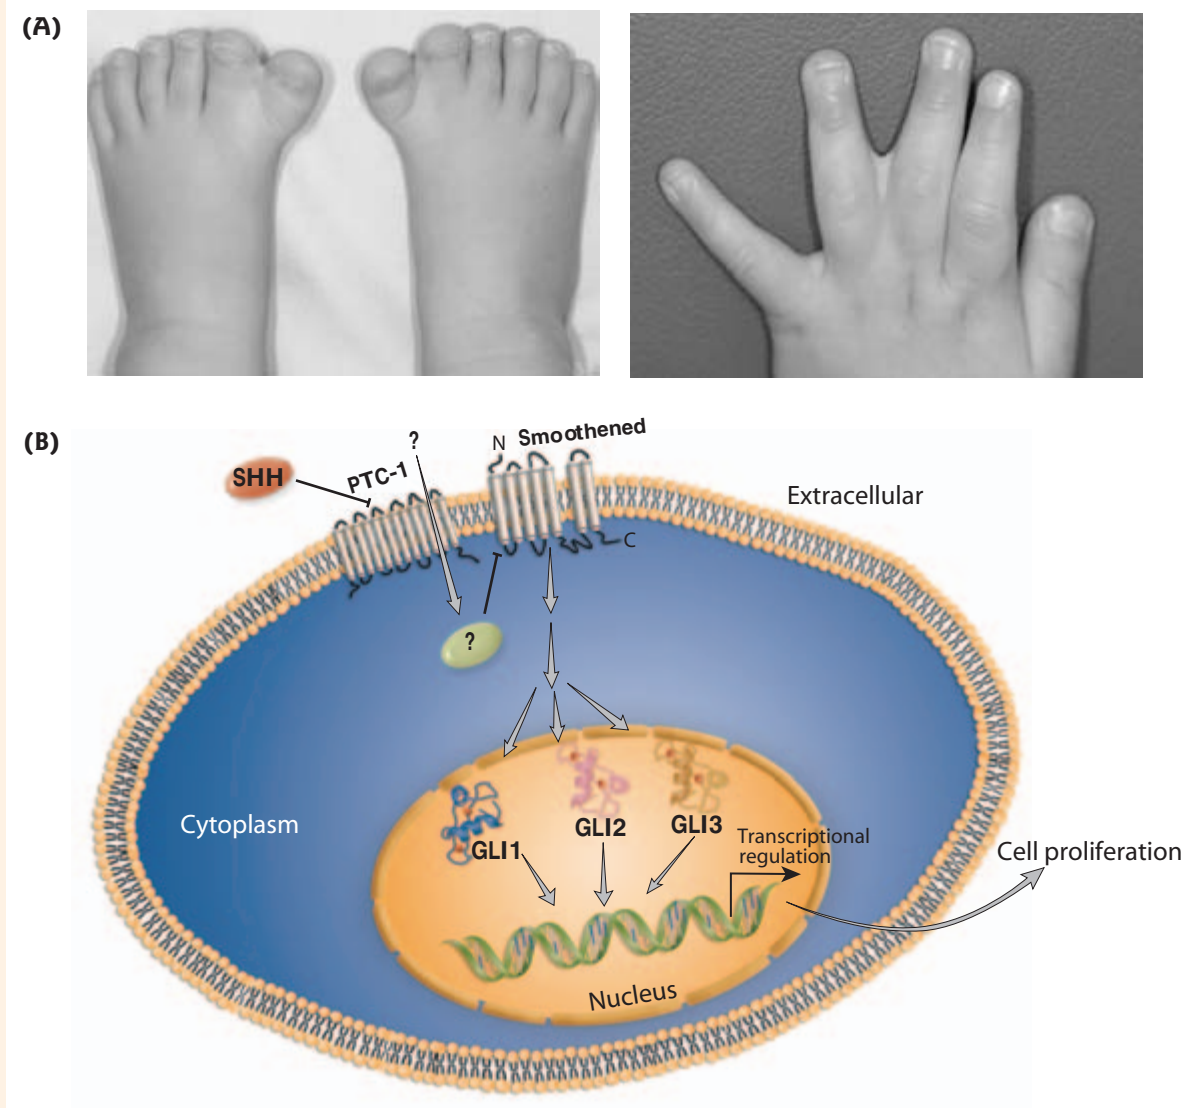 (A)
(B)
?
N
Smoothened
SHH
PTC-1
Extracellular
C
?
Cytoplasm
GLI1
GLI2
GLI3
Transcriptional
regulation
Cell proliferation
Nucleus